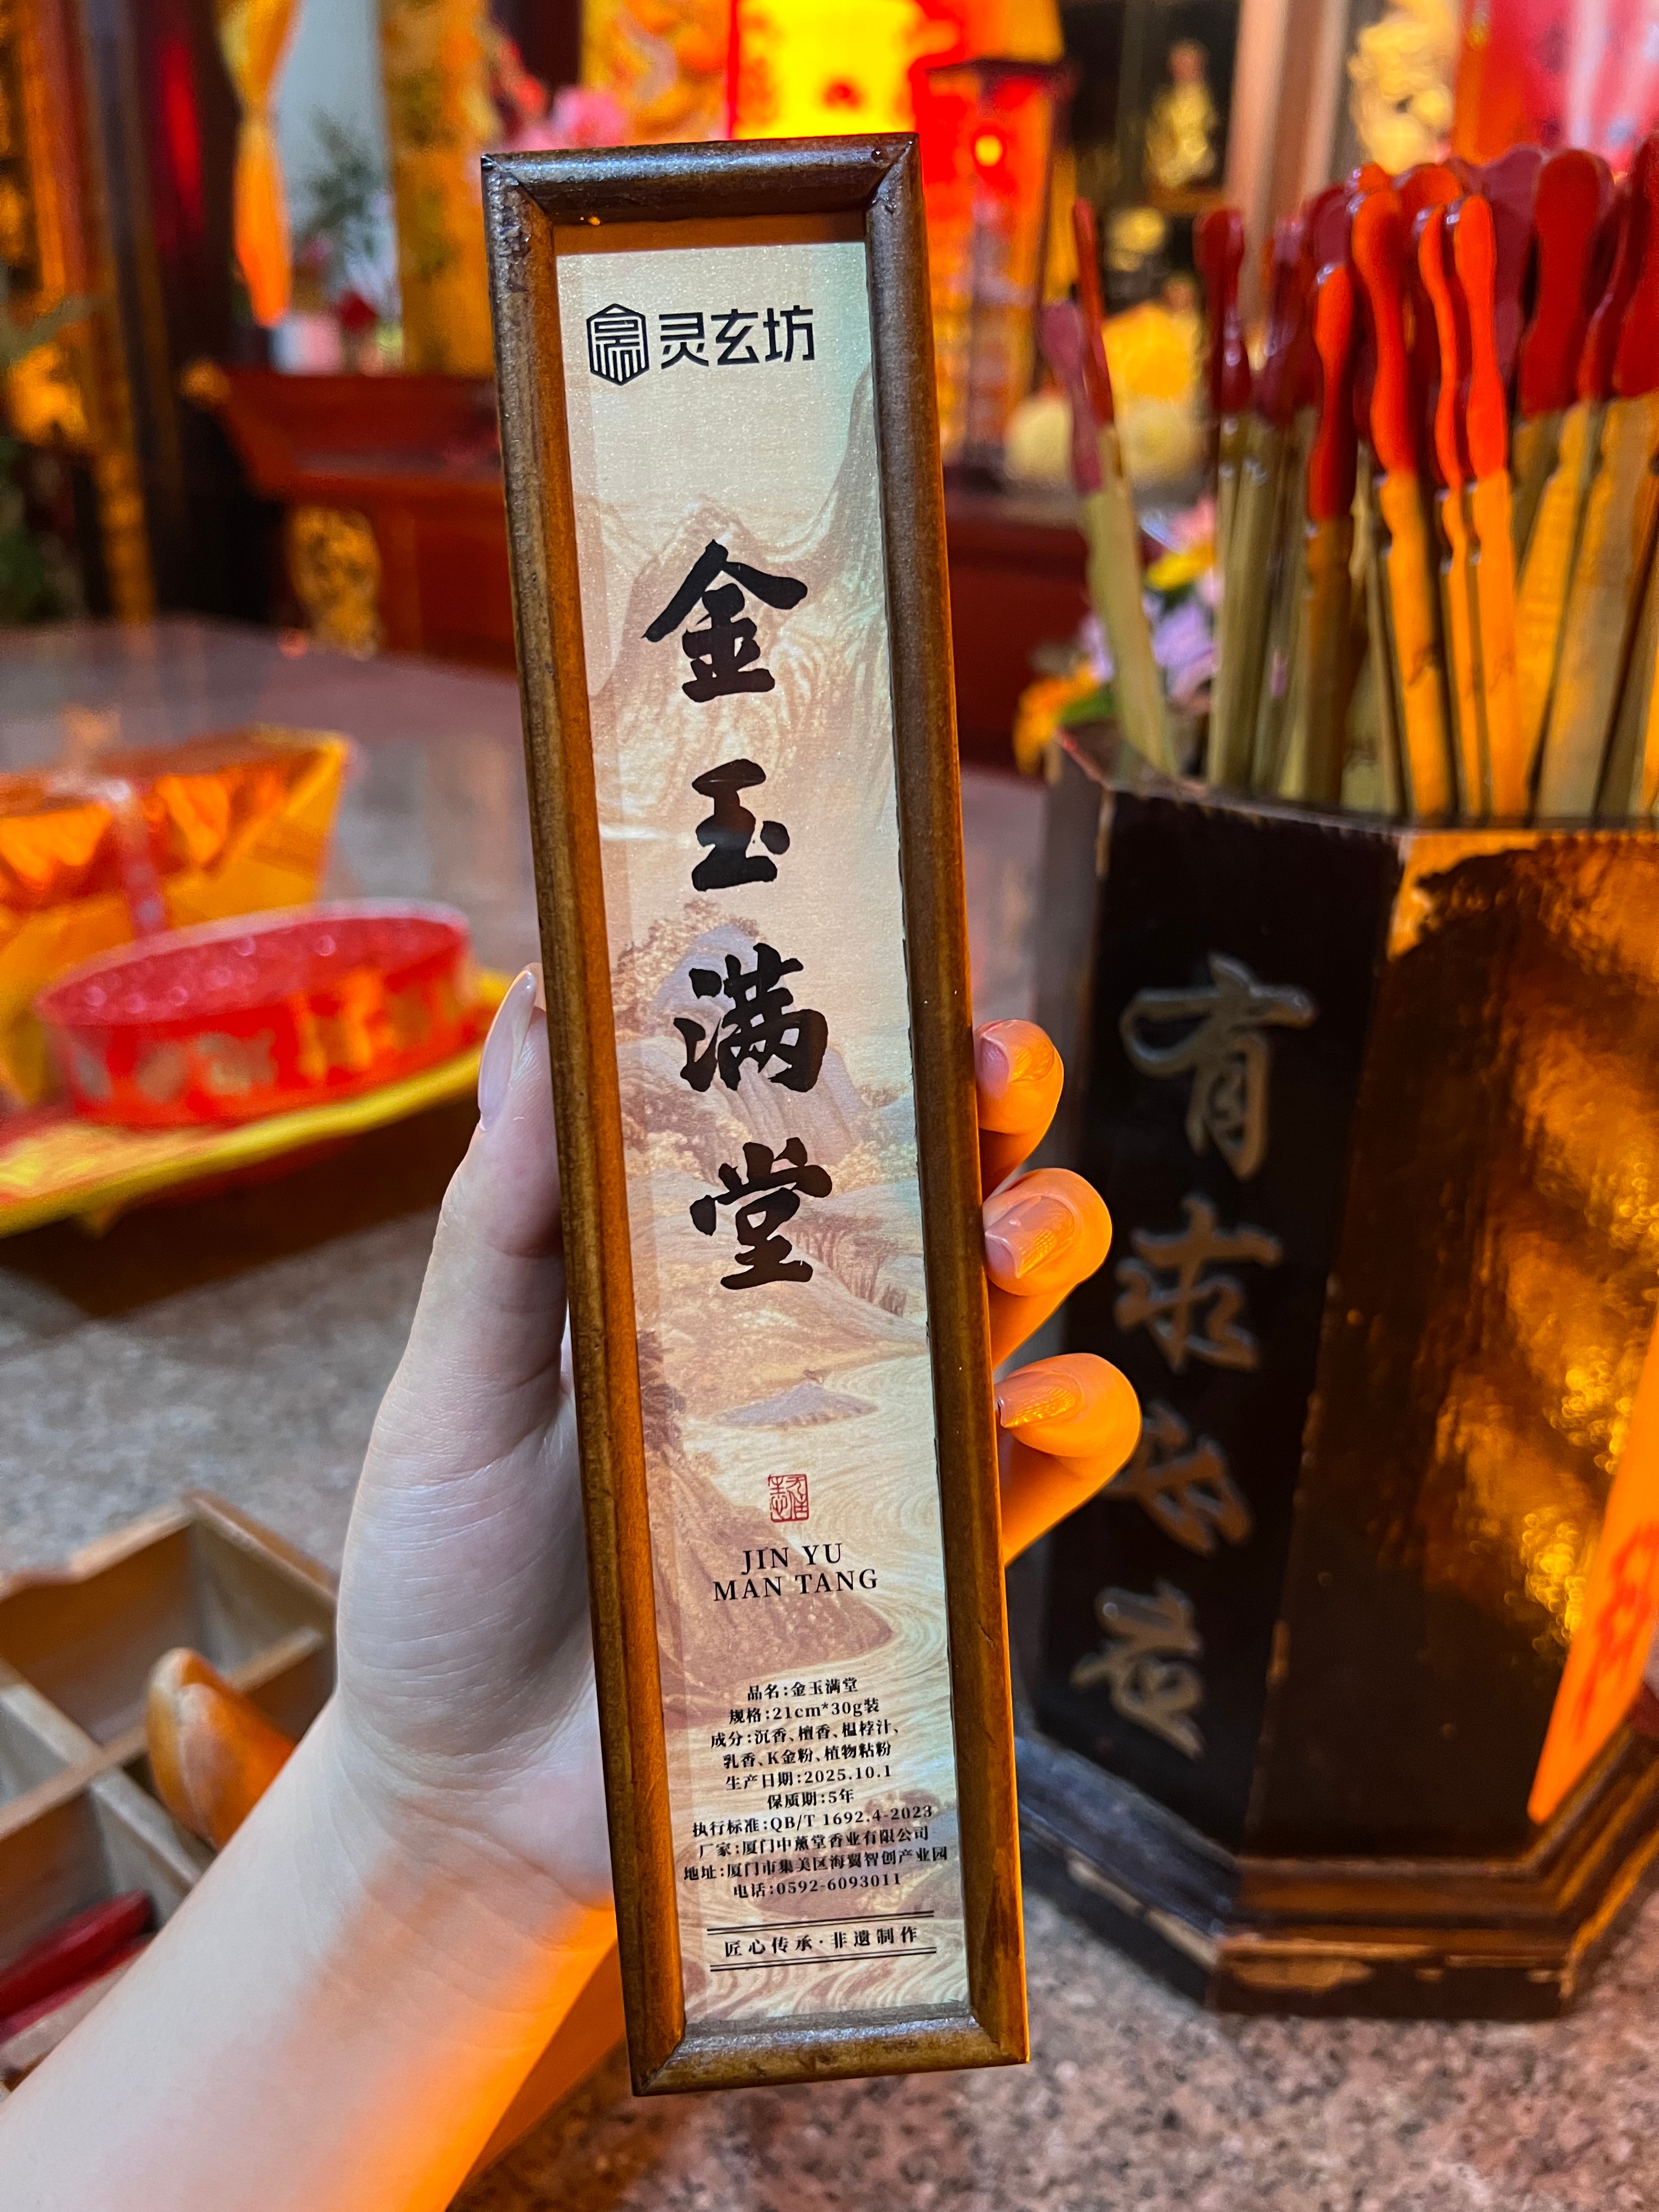 灵玄坊
金玉满堂
JIN YU
MAN TANG
品名:金玉满堂
规格:21cm*30g装
成分:沉香、檀香、榅桲汁、
乳香、K金粉、植物粘粉
生产日期:2025.10.1
保质期:5年
执行标准:QB/T 1692.4-2023
厂家:厦门中薰堂香业有限公司
地址:厦门市集美区海翼智创产业园
电话:0592-6093011
匠心传承·非遗制作
有求必应